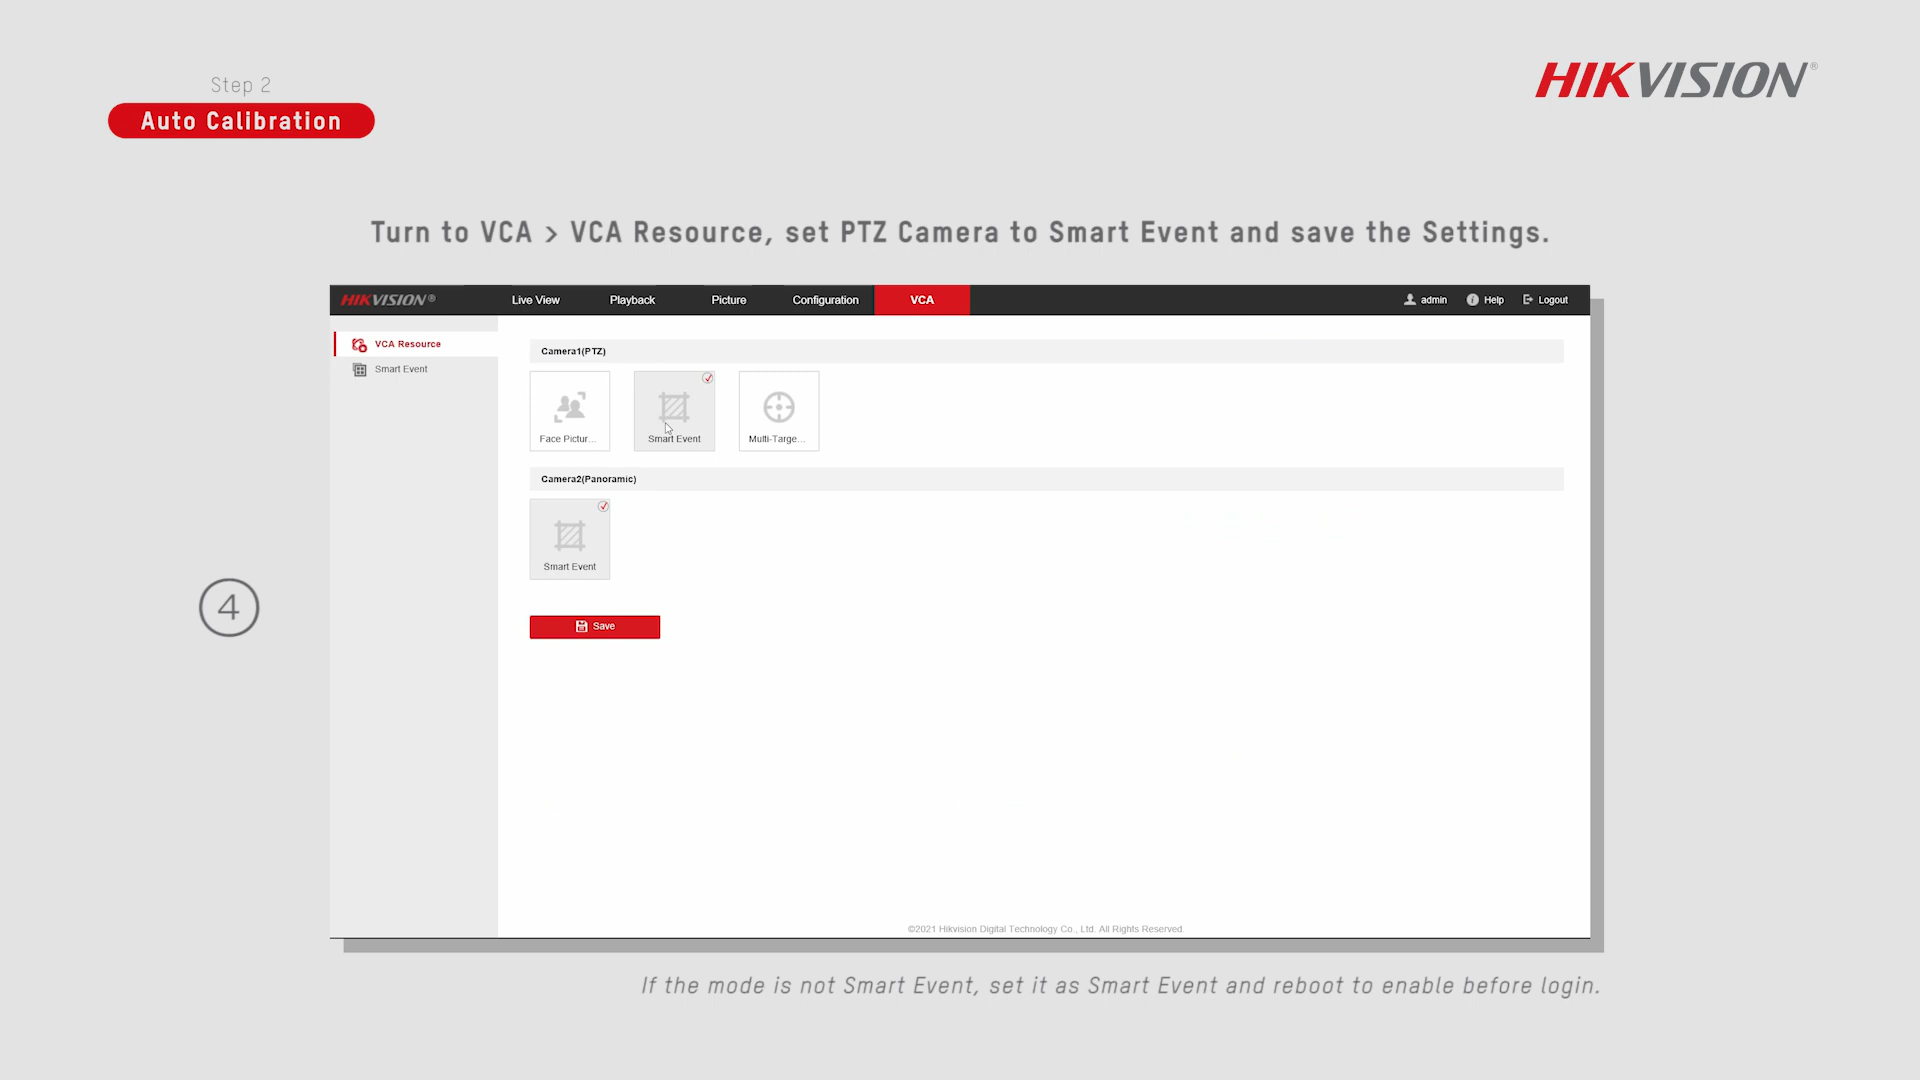 Step 2
Auto Calibration
HIKVISION®
Turn to VCA > VCA Resource, set PTZ Camera to Smart Event and save the Settings.
HIKVISION®
Live View
Playback
Picture
Configuration
VCA
admin
Help
Logout
VCA Resource
Smart Event
Camera1(PTZ)
Face Pictur...
Smart Event
Multi-Targe...
Camera2(Panoramic)
Smart Event
4
Save
©2021 Hikvision Digital Technology Co., Ltd. All Rights Reserved.
If the mode is not Smart Event, set it as Smart Event and reboot to enable before login.